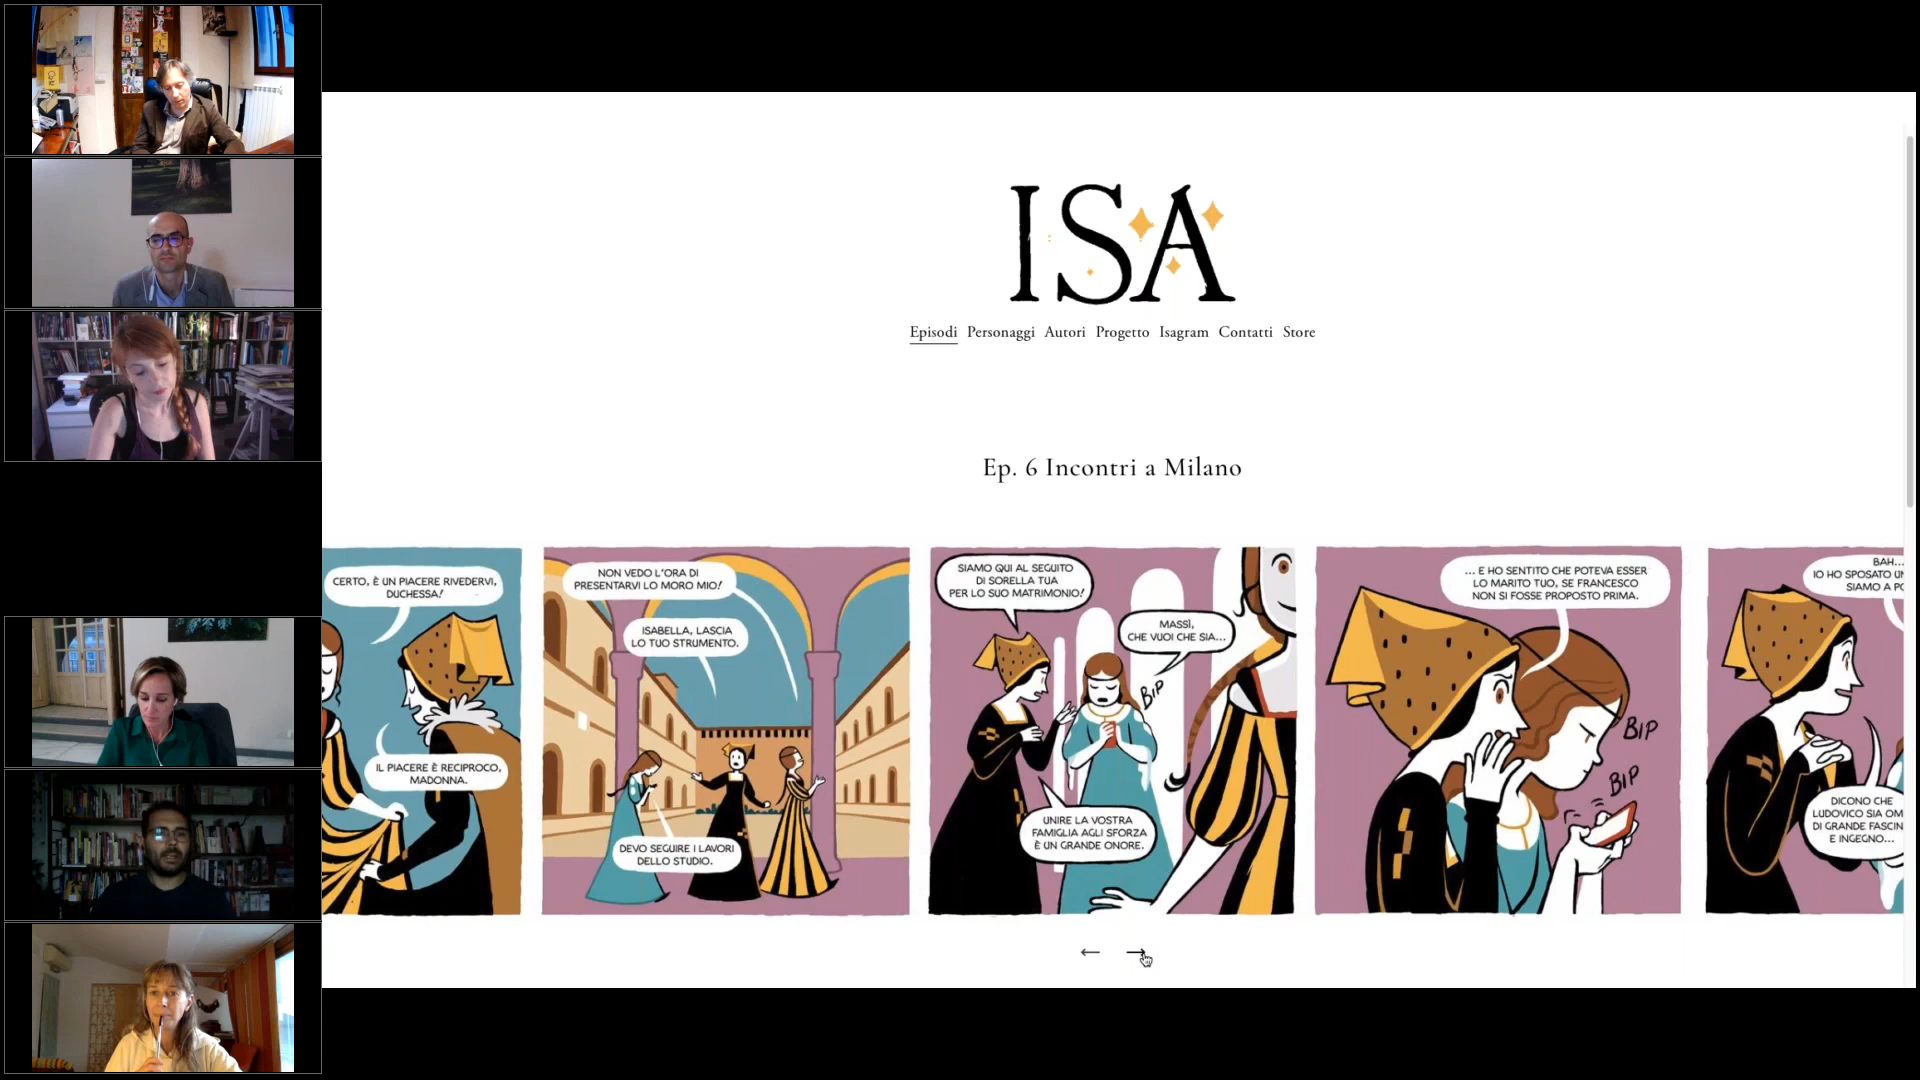 ISA
Episodi Personaggi Autori Progetto Isagram Contatti Store
Ep. 6 Incontri a Milano
CERTO, È UN PIACERE RIVEDERVI,
DUCHESSA!
IL PIACERE È RECIPROCO,
MADONNA.
NON VEDO L'ORA DI
PRESENTARVI LO MORO MIO!
ISABELLA, LASCIA
LO TUO STRUMENTO.
DEVO SEGUIRE I LAVORI
DELLO STUDIO.
SIAMO QUI AL SEGUITO
DI SORELLA TUA
PER LO SUO MATRIMONIO!
MASSÌ,
CHE VUOI CHE SIA...
BIP
UNIRE LA VOSTRA
FAMIGLIA AGLI SFORZA
È UN GRANDE ONORE.
... E HO SENTITO CHE POTEVA ESSER
LO MARITO TUO, SE FRANCESCO
NON SI FOSSE PROPOSTO PRIMA.
BIP
BIP
BAH...
IO HO SPOSATO
SIAMO A
DICONO CHE
LUDOVICO SIA
DI GRANDE
E INGEGNO...